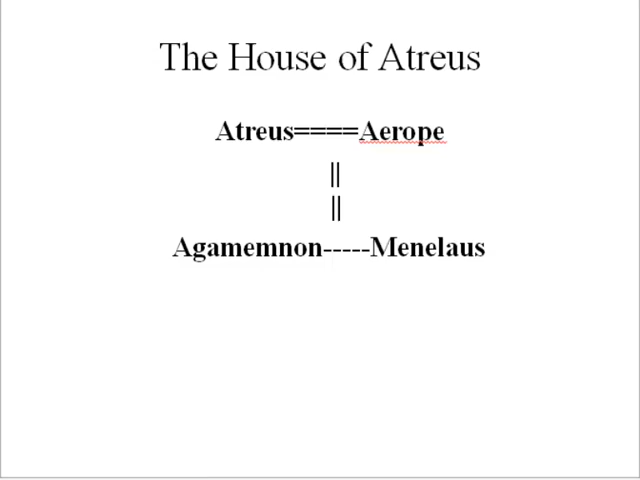 The House of Atreus
Atreus====Aerope
||
||
Agamemnon-----Menelaus